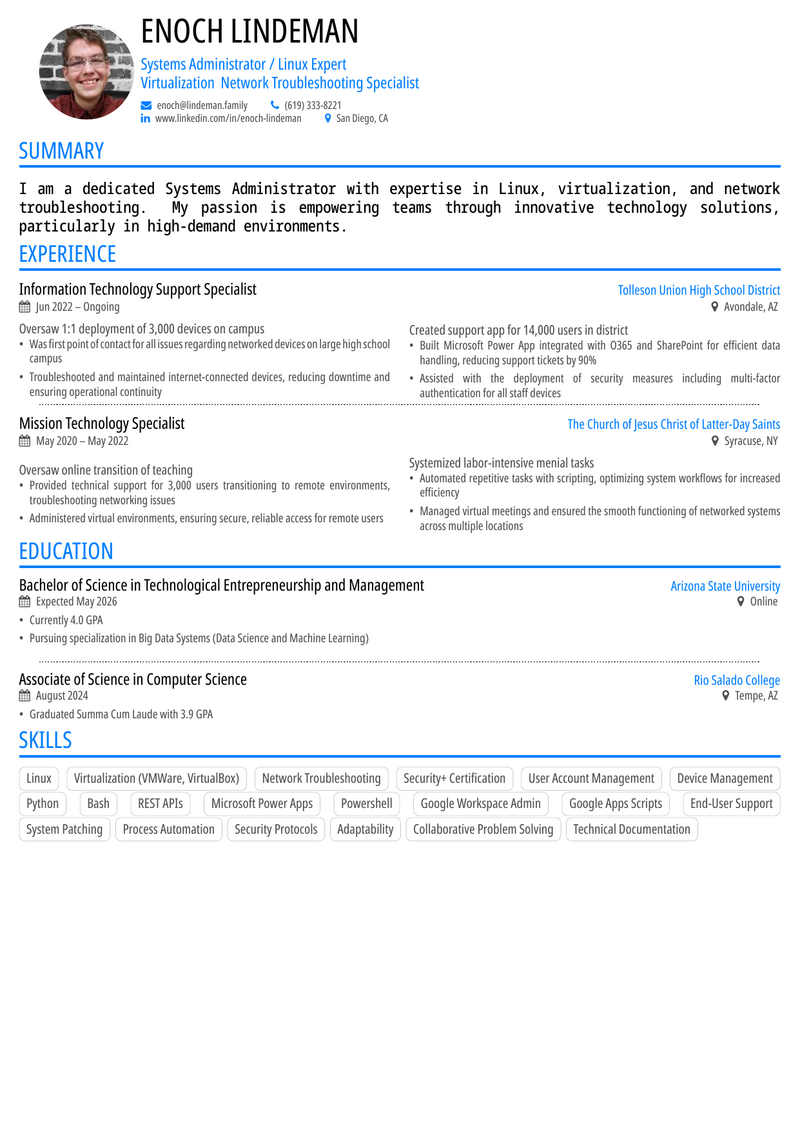 ENOCH LINDEMAN
Systems Administrator / Linux Expert
Virtualization Network Troubleshooting Specialist
enoch@lindeman.family (619) 333-8221
www.linkedin.com/in/enoch-lindeman San Diego, CA
SUMMARY
I am a dedicated Systems Administrator with expertise in Linux, virtualization, and network
troubleshooting. My passion is empowering teams through innovative technology solutions,
particularly in high-demand environments.
EXPERIENCE
Information Technology Support Specialist Tolleson Union High School District
Jun 2022 – Ongoing Avondale, AZ
Oversaw 1:1 deployment of 3,000 devices on campus
• Was first point of contact for all issues regarding networked devices on large high school
campus
• Troubleshooted and maintained internet-connected devices, reducing downtime and
ensuring operational continuity
Created support app for 14,000 users in district
• Built Microsoft Power App integrated with O365 and SharePoint for efficient data
handling, reducing support tickets by 90%
• Assisted with the deployment of security measures including multi-factor
authentication for all staff devices
Mission Technology Specialist The Church of Jesus Christ of Latter-Day Saints
May 2020 – May 2022 Syracuse, NY
Oversaw online transition of teaching
• Provided technical support for 3,000 users transitioning to remote environments,
troubleshooting networking issues
• Administered virtual environments, ensuring secure, reliable access for remote users
Systemized labor-intensive menial tasks
• Automated repetitive tasks with scripting, optimizing system workflows for increased
efficiency
• Managed virtual meetings and ensured the smooth functioning of networked systems
across multiple locations
EDUCATION
Bachelor of Science in Technological Entrepreneurship and Management Arizona State University
Expected May 2026 Online
• Currently 4.0 GPA
• Pursuing specialization in Big Data Systems (Data Science and Machine Learning)
Associate of Science in Computer Science Rio Salado College
August 2024 Tempe, AZ
• Graduated Summa Cum Laude with 3.9 GPA
SKILLS
Linux Virtualization (VMWare, VirtualBox) Network Troubleshooting Security+ Certification User Account Management Device Management
Python Bash REST APIs Microsoft Power Apps Powershell Google Workspace Admin Google Apps Scripts End-User Support
System Patching Process Automation Security Protocols Adaptability Collaborative Problem Solving Technical Documentation